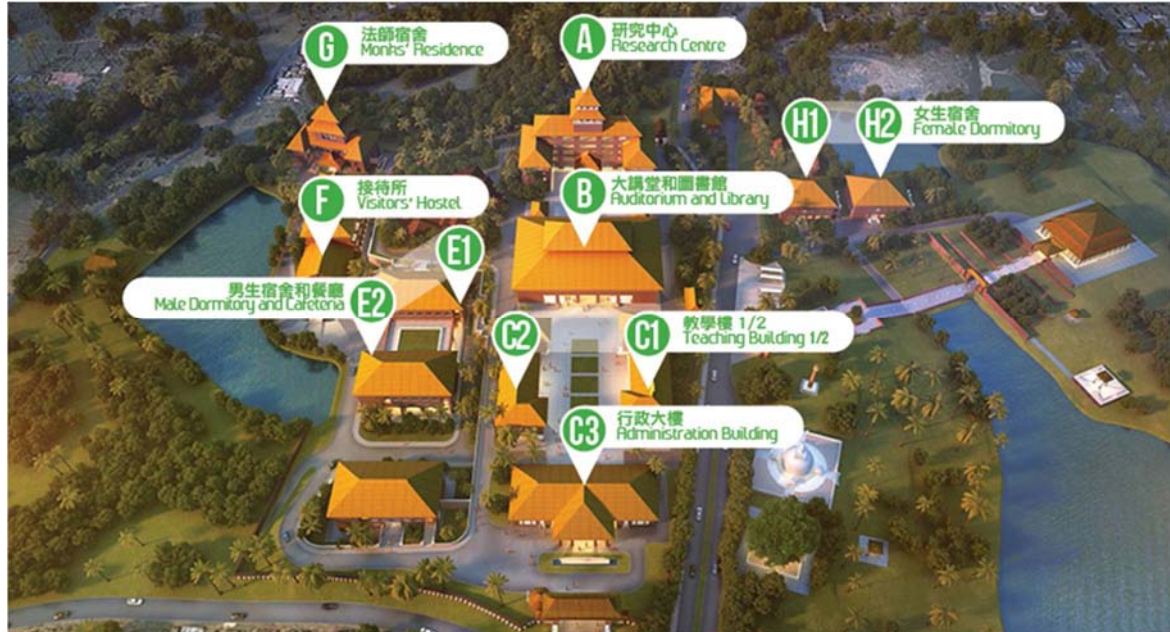 G
法師宿舍
Monks' Residence
A
研究中心
Research Centre
H1
H2
女生宿舍
Female Dormitory
F
接待所
Visitors' Hostel
B
大講堂和圖書館
Auditorium and Library
E1
男生宿舍和餐廳
Male Dormitory and Cafeteria
E2
C2
C1
教學樓 1/2
Teaching Building 1/2
C3
行政大樓
Administration Building